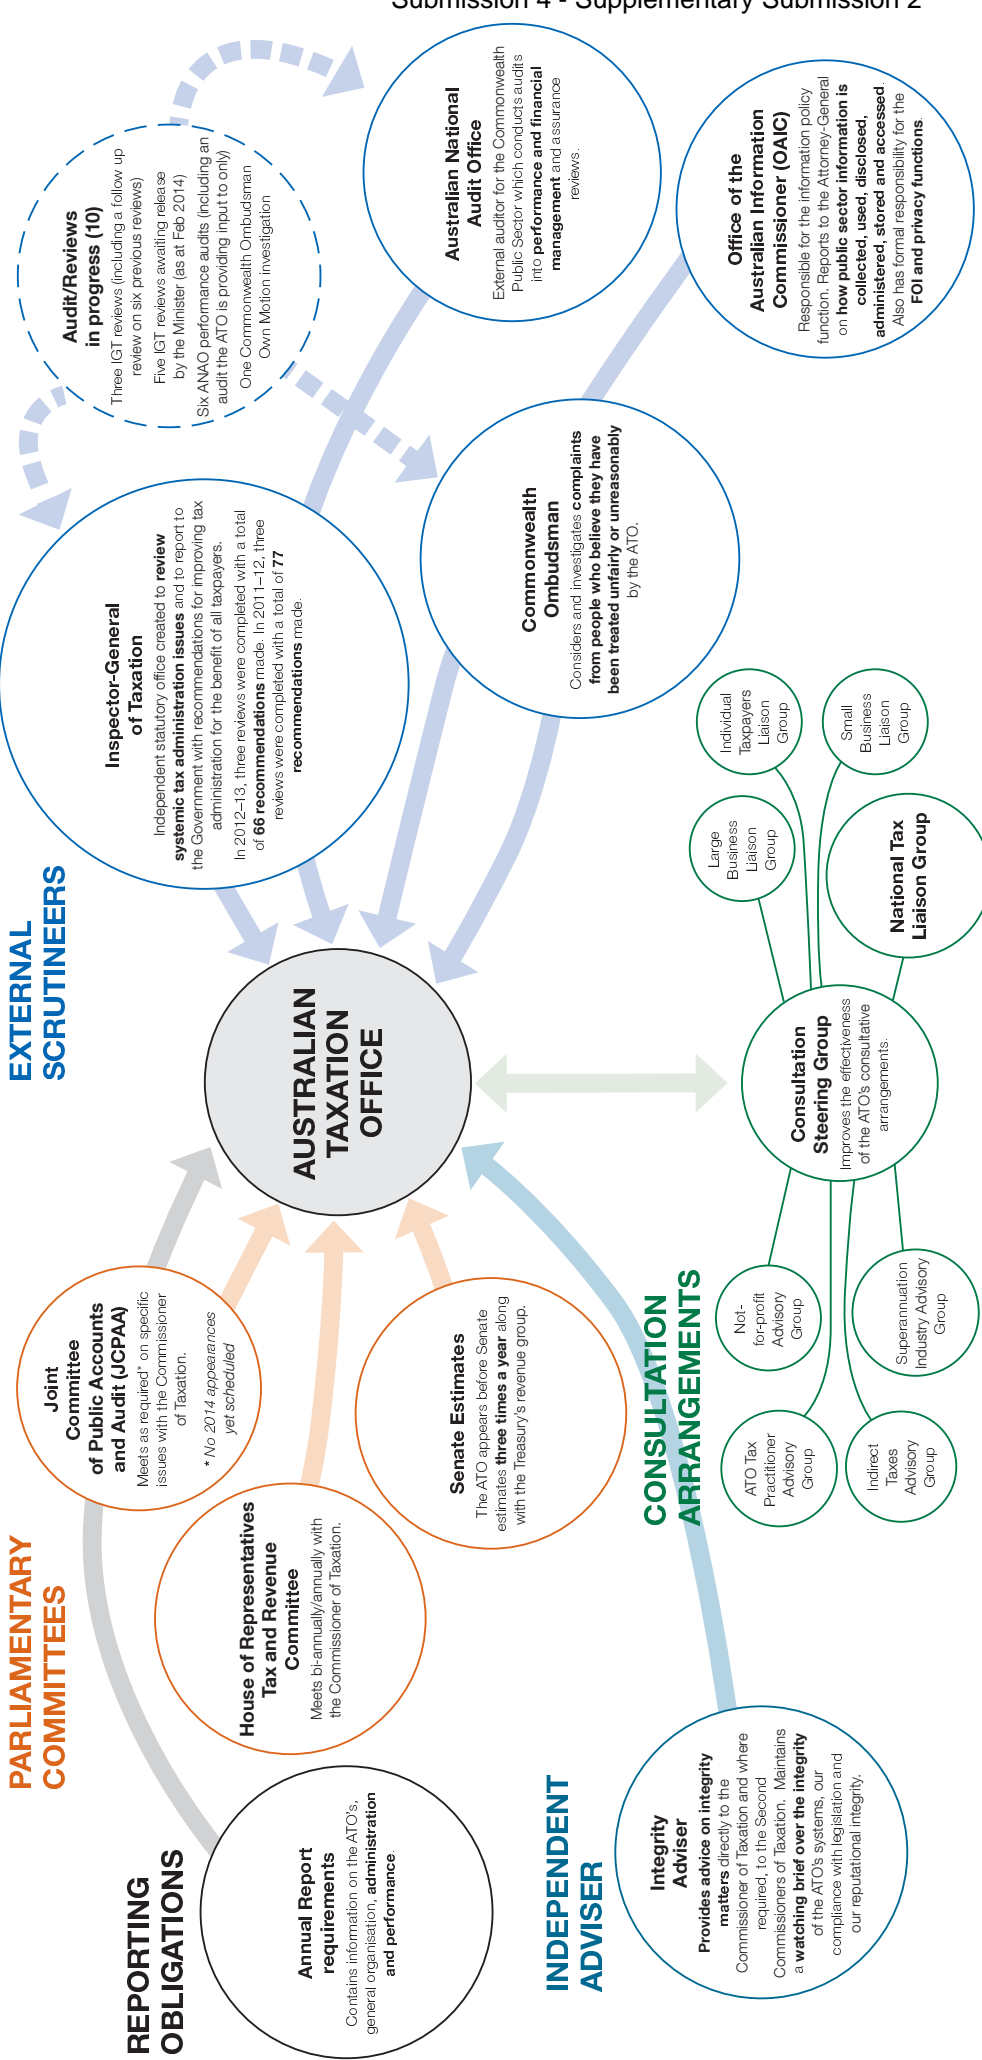 Submission 4 - Supplementary Submission 2
REPORTING
OBLIGATIONS
Annual Report
requirements
Contains information on the ATO's,
general organisation, administration
and performance.
PARLIAMENTARY
COMMITTEES
Joint
Committee
of Public Accounts
and Audit (JCPAA)
Meets as required* on specific
issues with the Commissioner
of Taxation.
* No 2014 appearances
yet scheduled
House of Representatives
Tax and Revenue
Committee
Meets bi-annually/annually with
the Commissioner of Taxation.
Senate Estimates
The ATO appears before Senate
estimates three times a year along
with the Treasury's revenue group.
EXTERNAL
SCRUTINEERS
Inspector-General
of Taxation
Independent statutory office created to review
systemic tax administration issues and to report to
the Government with recommendations for improving tax
administration for the benefit of all taxpayers.
In 2012–13, three reviews were completed with a total
of 66 recommendations made. In 2011–12, three
reviews were completed with a total of 77
recommendations made.
Audit/Reviews
in progress (10)
Three IGT reviews (including a follow up
review on six previous reviews)
Five IGT reviews awaiting release
by the Minister (as at Feb 2014)
Six ANAO performance audits (including an
audit the ATO is providing input to only)
One Commonwealth Ombudsman
Own Motion investigation
Australian National
Audit Office
External auditor for the Commonwealth
Public Sector which conducts audits
into performance and financial
management and assurance
reviews.
Commonwealth
Ombudsman
Considers and investigates complaints
from people who believe they have
been treated unfairly or unreasonably
by the ATO.
Office of the
Australian Information
Commissioner (OAIC)
Responsible for the information policy
function. Reports to the Attorney-General
on how public sector information is
collected, used, disclosed,
administered, stored and accessed.
Also has formal responsibility for the
FOI and privacy functions.
AUSTRALIAN
TAXATION
OFFICE
INDEPENDENT
ADVISER
Integrity
Adviser
Provides advice on integrity
matters directly to the
Commissioner of Taxation and where
required, to the Second
Commissioners of Taxation. Maintains
a watching brief over the integrity
of the ATO's systems, our
compliance with legislation and
our reputational integrity.
CONSULTATION
ARRANGEMENTS
Consultation
Steering Group
Improves the effectiveness
of the ATO's consultative
arrangements.
ATO Tax
Practitioner
Advisory
Group
Not-
for-profit
Advisory
Group
Indirect
Taxes
Advisory
Group
Superannuation
Industry Advisory
Group
Large
Business
Liaison
Group
Individual
Taxpayers
Liaison
Group
Small
Business
Liaison
Group
National Tax
Liaison Group